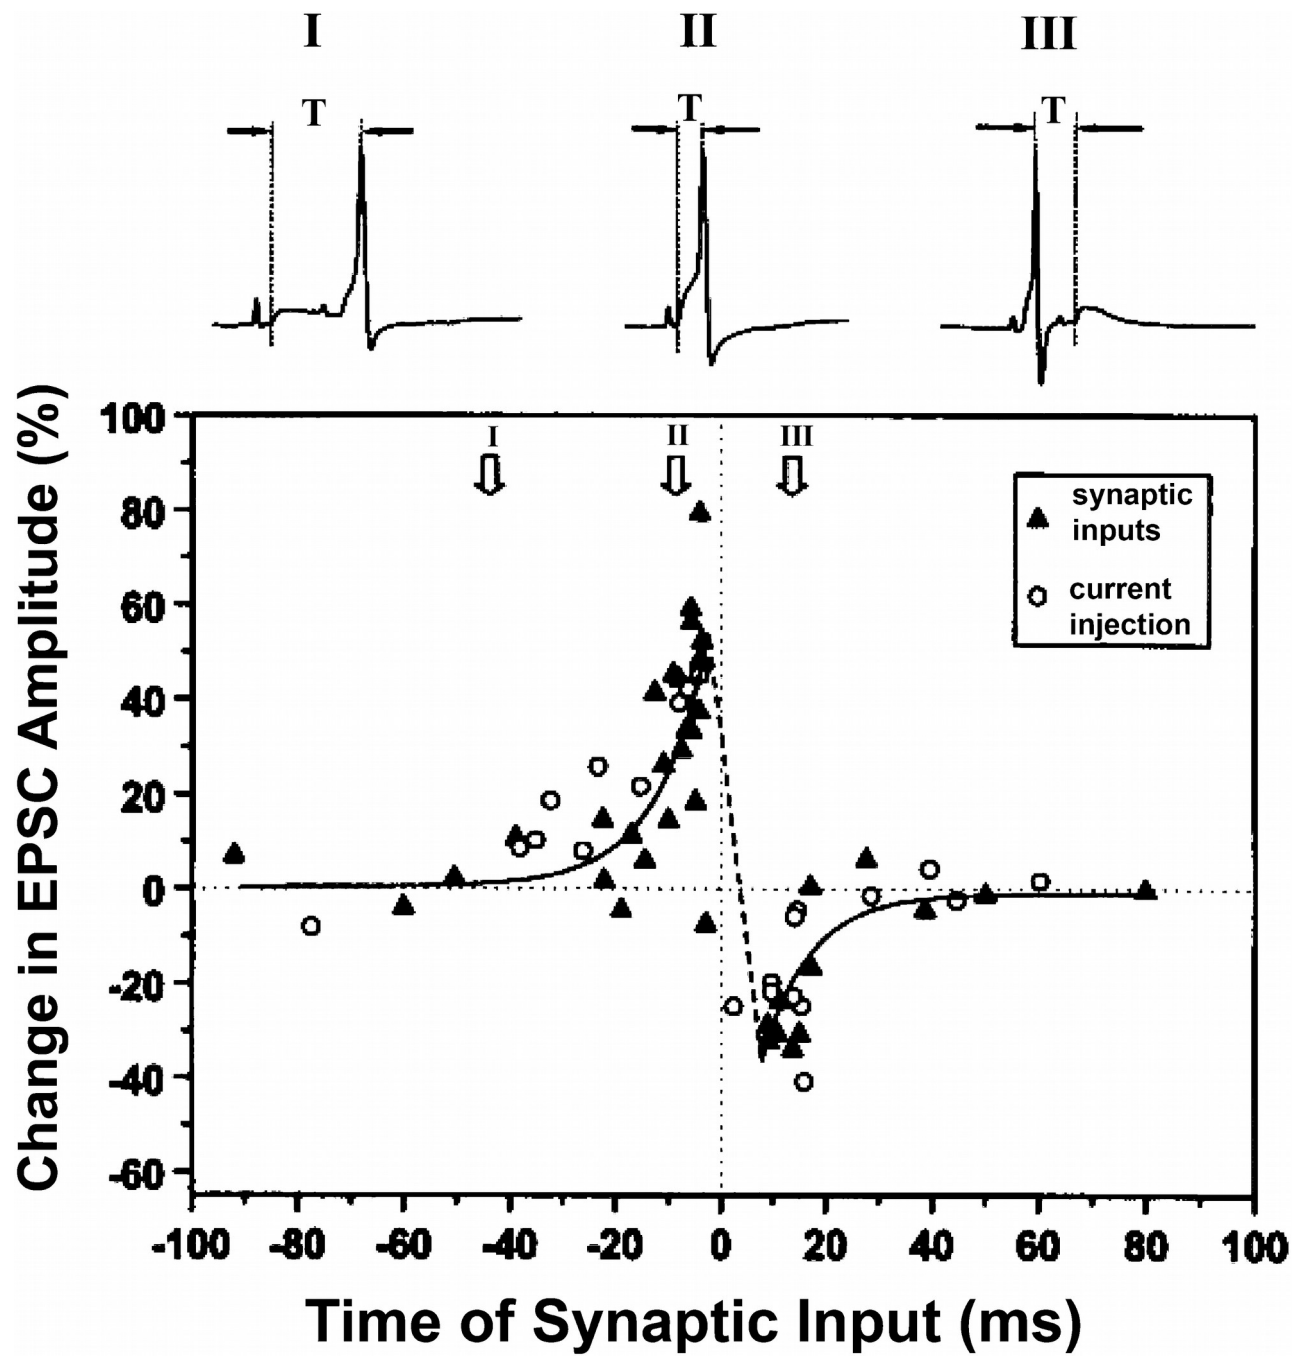 I II III
T T T
Change in EPSC Amplitude (%)
100
80
60
40
20
0
-20
-40
-60
I II III
synaptic
inputs
current
injection
-100 -80 -60 -40 -20 0 20 40 60 80 100
Time of Synaptic Input (ms)